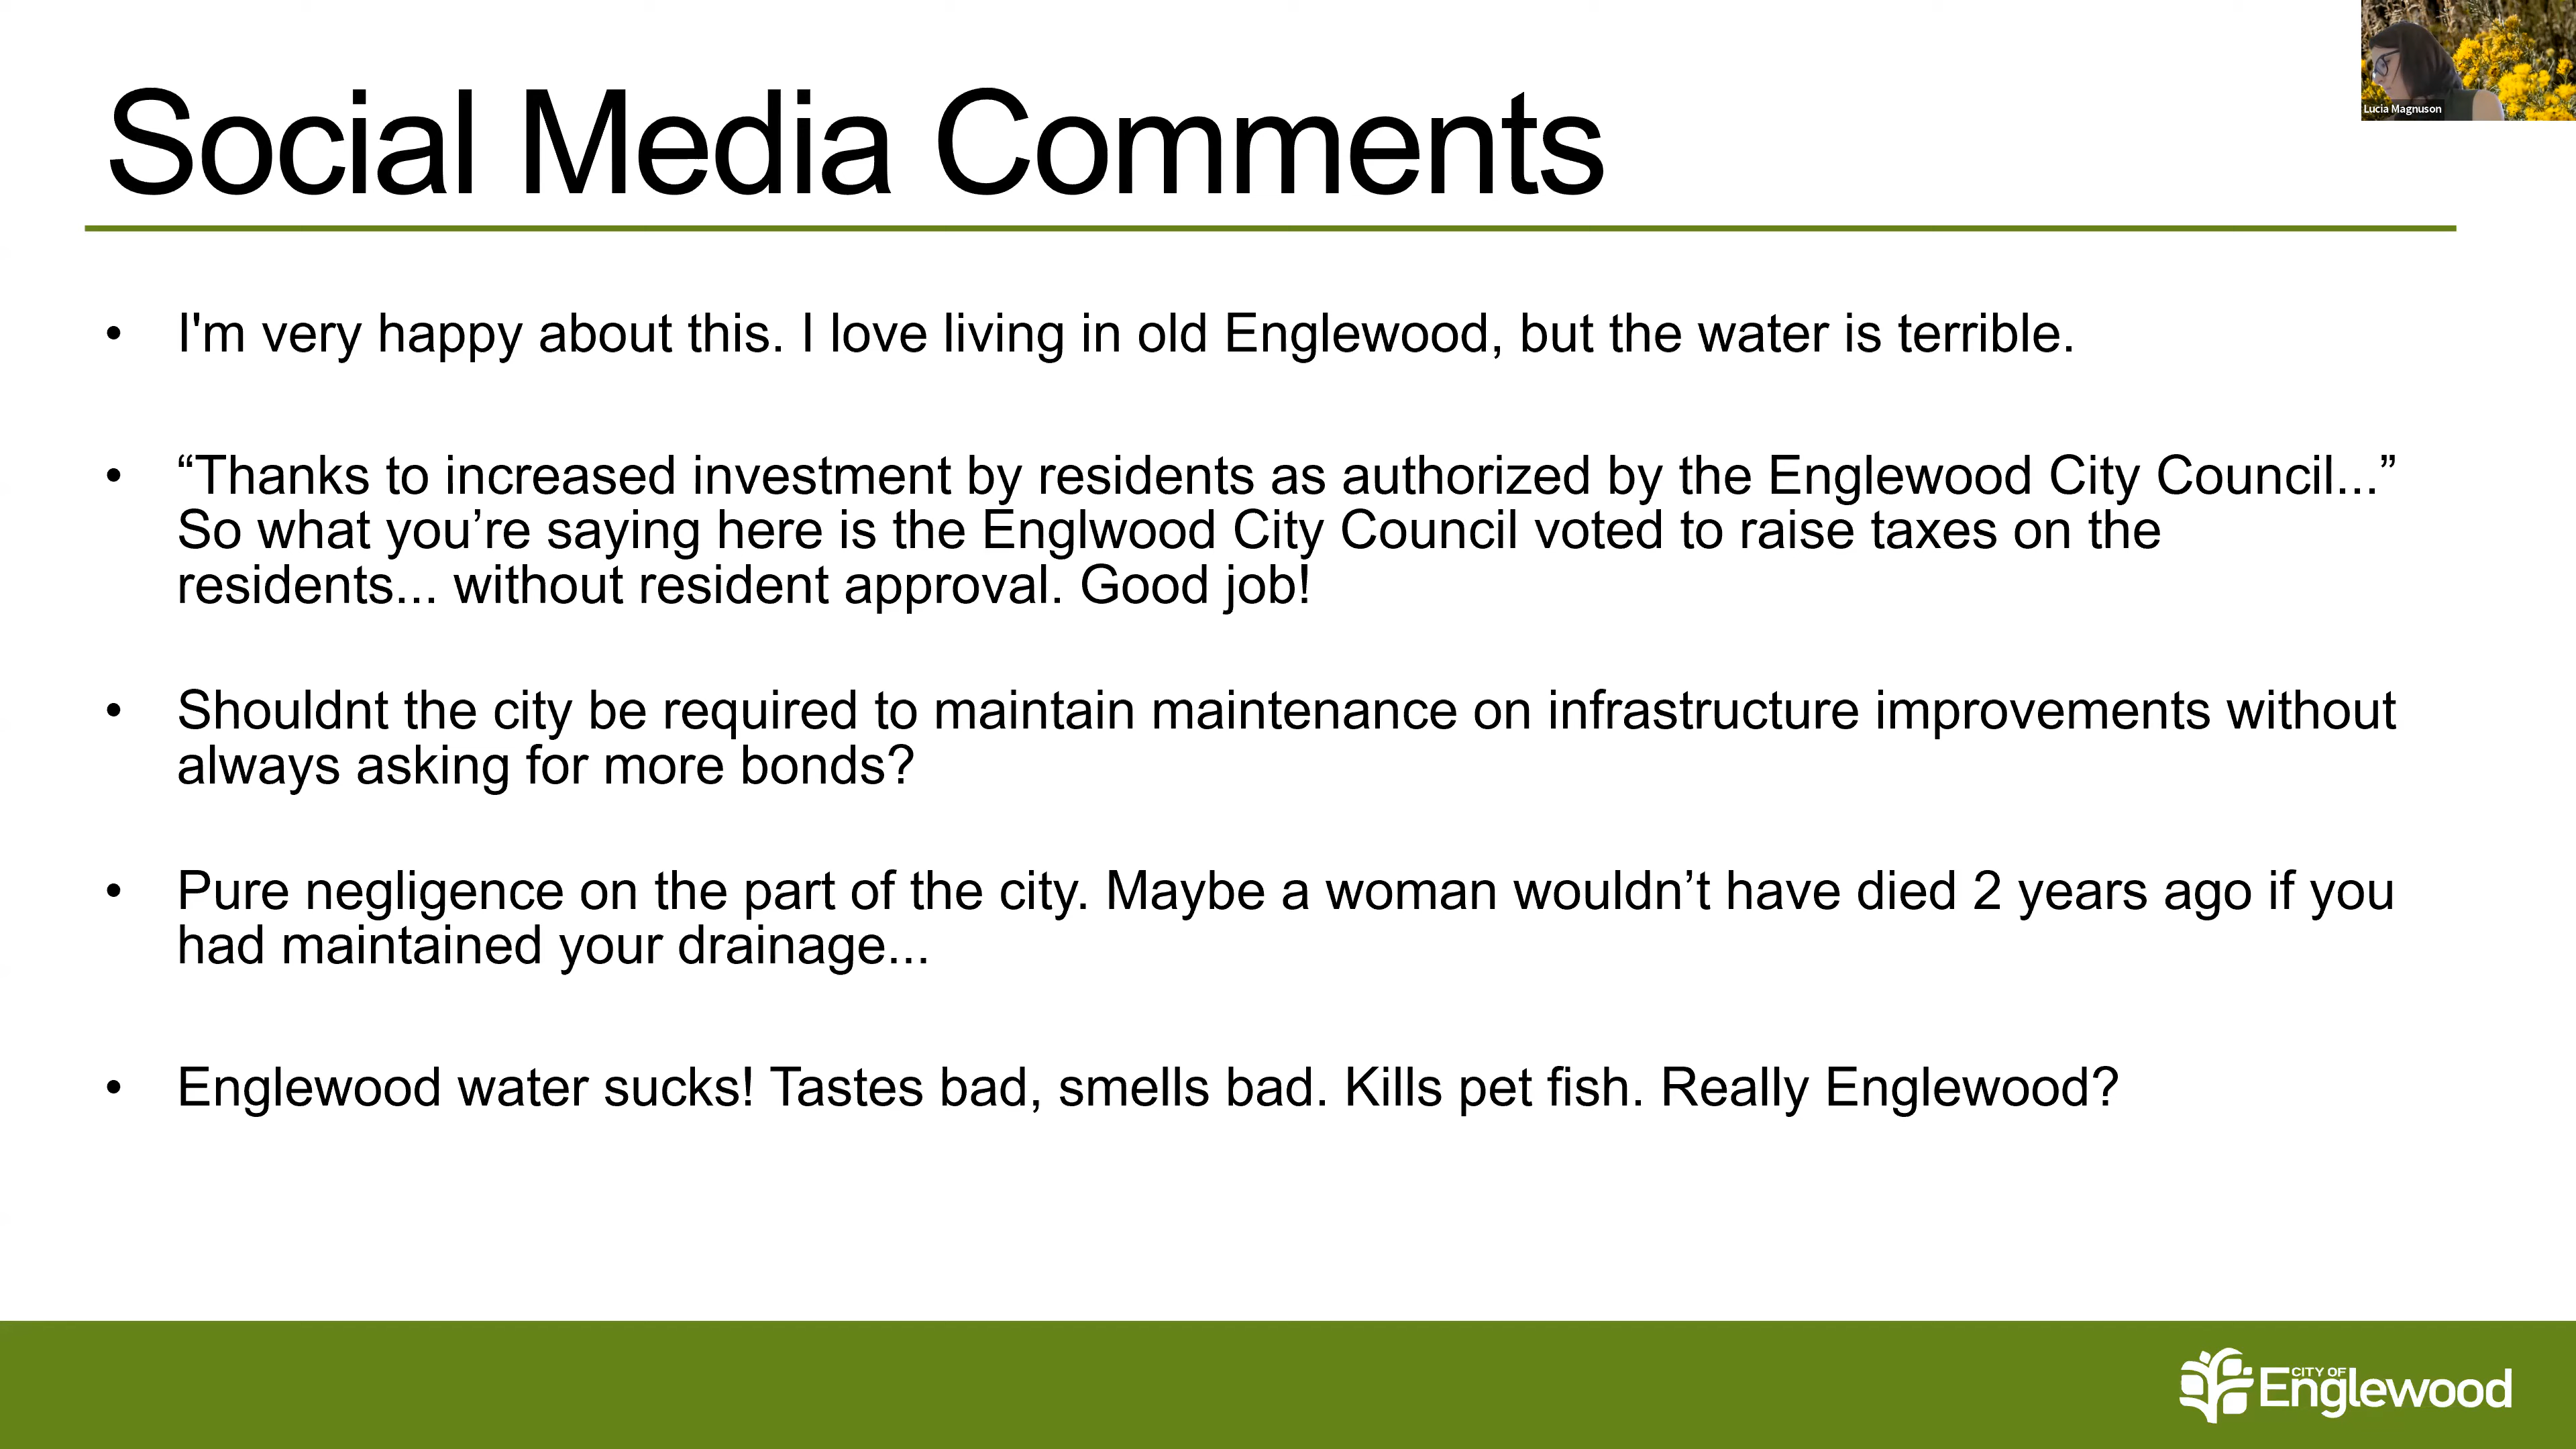 Social Media Comments
Lucia Magnuson
• I'm very happy about this. I love living in old Englewood, but the water is terrible.
• “Thanks to increased investment by residents as authorized by the Englewood City Council...”
So what you’re saying here is the Englwood City Council voted to raise taxes on the
residents... without resident approval. Good job!
• Shouldnt the city be required to maintain maintenance on infrastructure improvements without
always asking for more bonds?
• Pure negligence on the part of the city. Maybe a woman wouldn’t have died 2 years ago if you
had maintained your drainage...
• Englewood water sucks! Tastes bad, smells bad. Kills pet fish. Really Englewood?
CITY OF
Englewood